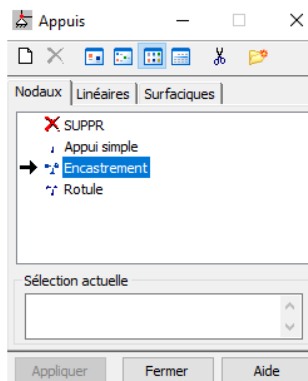 Appuis
Nodaux
Linéaires
Surfaciques
SUPPR
Appui simple
Encastrement
Rotule
Sélection actuelle
Appliquer
Fermer
Aide